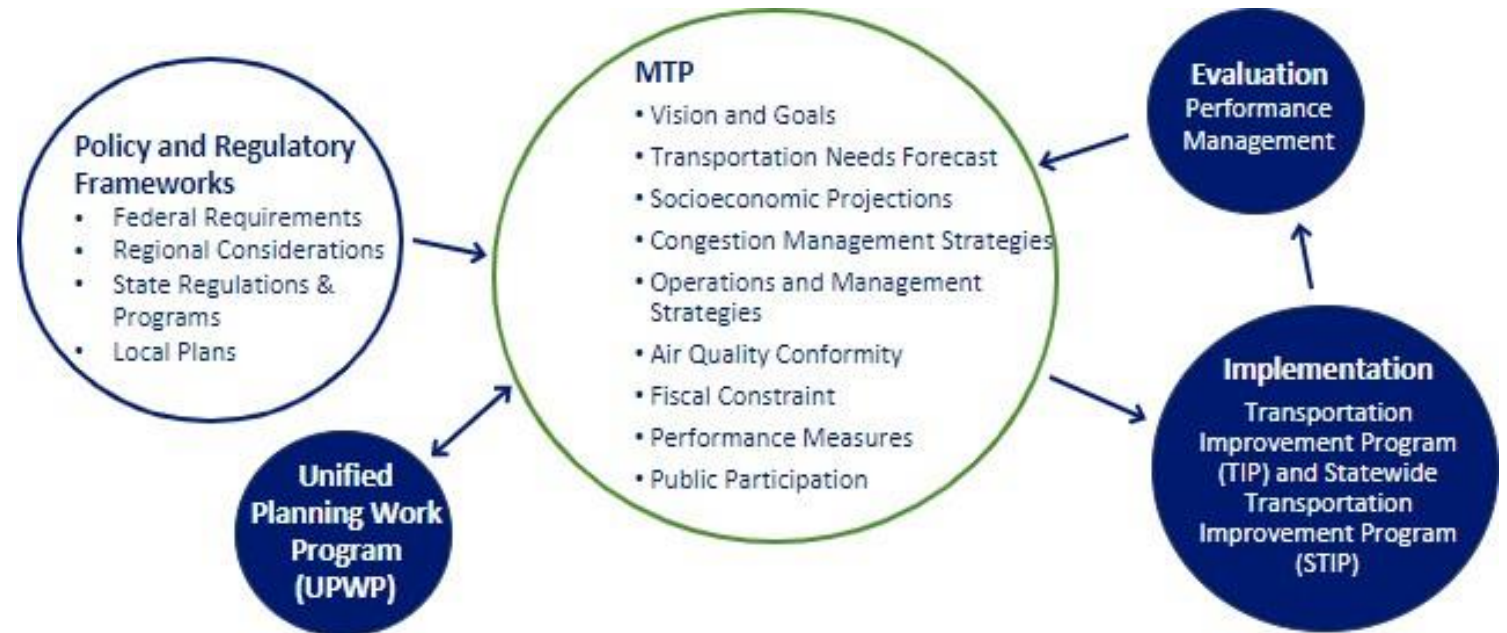 Policy and Regulatory
Frameworks
• Federal Requirements
• Regional Considerations
• State Regulations &
Programs
• Local Plans
Unified
Planning Work
Program
(UPWP)
MTP
• Vision and Goals
• Transportation Needs Forecast
• Socioeconomic Projections
• Congestion Management Strategies
• Operations and Management
Strategies
• Air Quality Conformity
• Fiscal Constraint
• Performance Measures
• Public Participation
Evaluation
Performance
Management
Implementation
Transportation
Improvement Program
(TIP) and Statewide
Transportation
Improvement Program
(STIP)